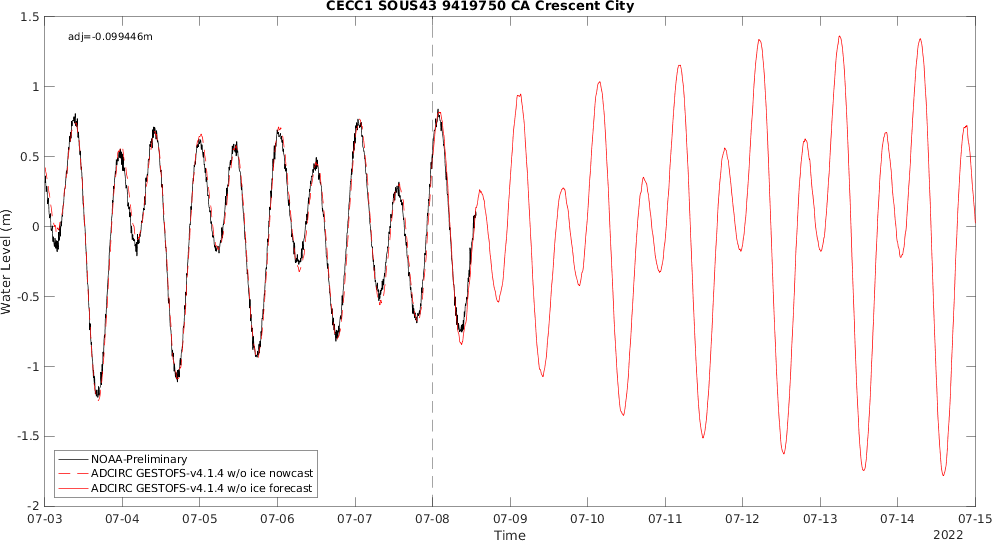 CECC1 SOUS43 9419750 CA Crescent City
adj=-0.099446m
1.5
1
0.5
0
-0.5
-1
-1.5
-2
Water Level (m)
NOAA-Preliminary
ADCIRC GESTOFS-v4.1.4 w/o ice nowcast
ADCIRC GESTOFS-v4.1.4 w/o ice forecast
07-03 07-04 07-05 07-06 07-07 07-08 07-09 07-10 07-11 07-12 07-13 07-14 07-15
Time
2022